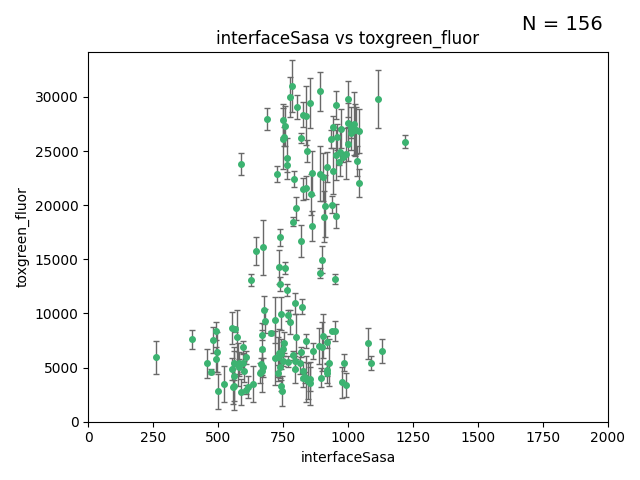 N = 156
interfaceSasa vs toxgreen_fluor
toxgreen_fluor
30000
25000
20000
15000
10000
5000
0
0 250 500 750 1000 1250 1500 1750 2000
interfaceSasa